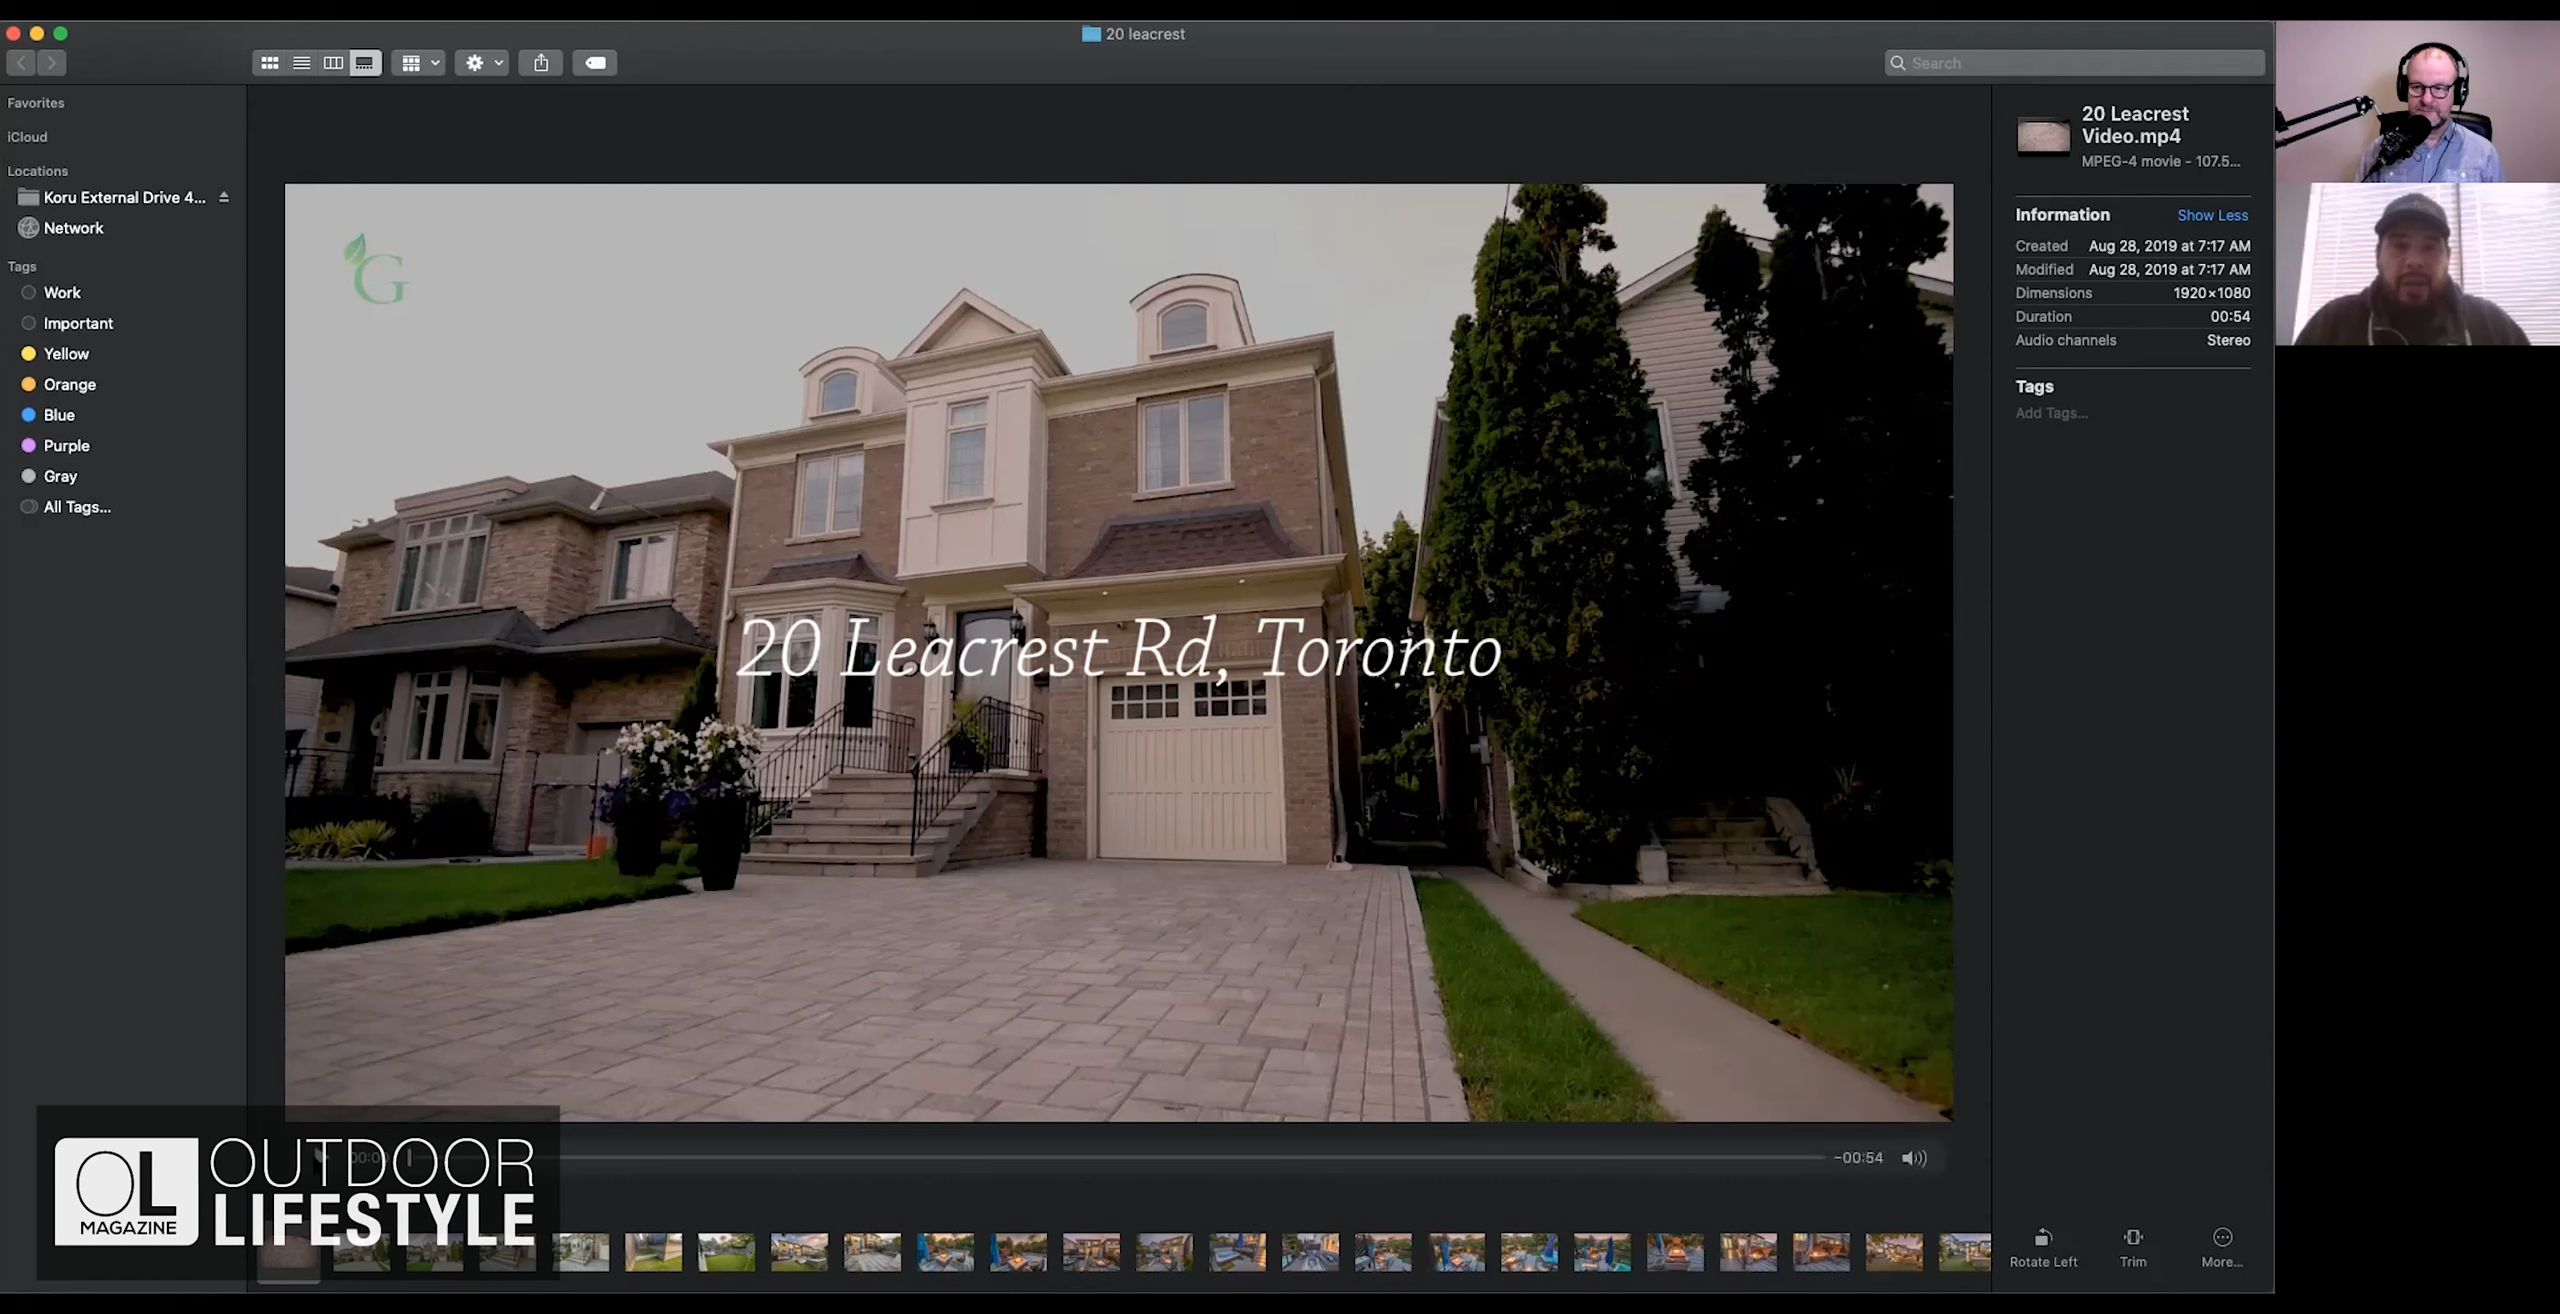 20 leacrest
Search
Favorites
iCloud
Locations
Koru External Drive 4...
Network
Tags
Work
Important
Yellow
Orange
Blue
Purple
Gray
All Tags...
G
20 Leacrest Rd, Toronto
00:00
-00:54
20 Leacrest
Video.mp4
MPEG-4 movie - 107.5...
Information Show Less
Created Aug 28, 2019 at 7:17 AM
Modified Aug 28, 2019 at 7:17 AM
Dimensions 1920×1080
Duration 00:54
Audio channels Stereo
Tags
Add Tags...
Rotate Left
Trim
More...
OL
MAGAZINE
OUTDOOR
LIFESTYLE